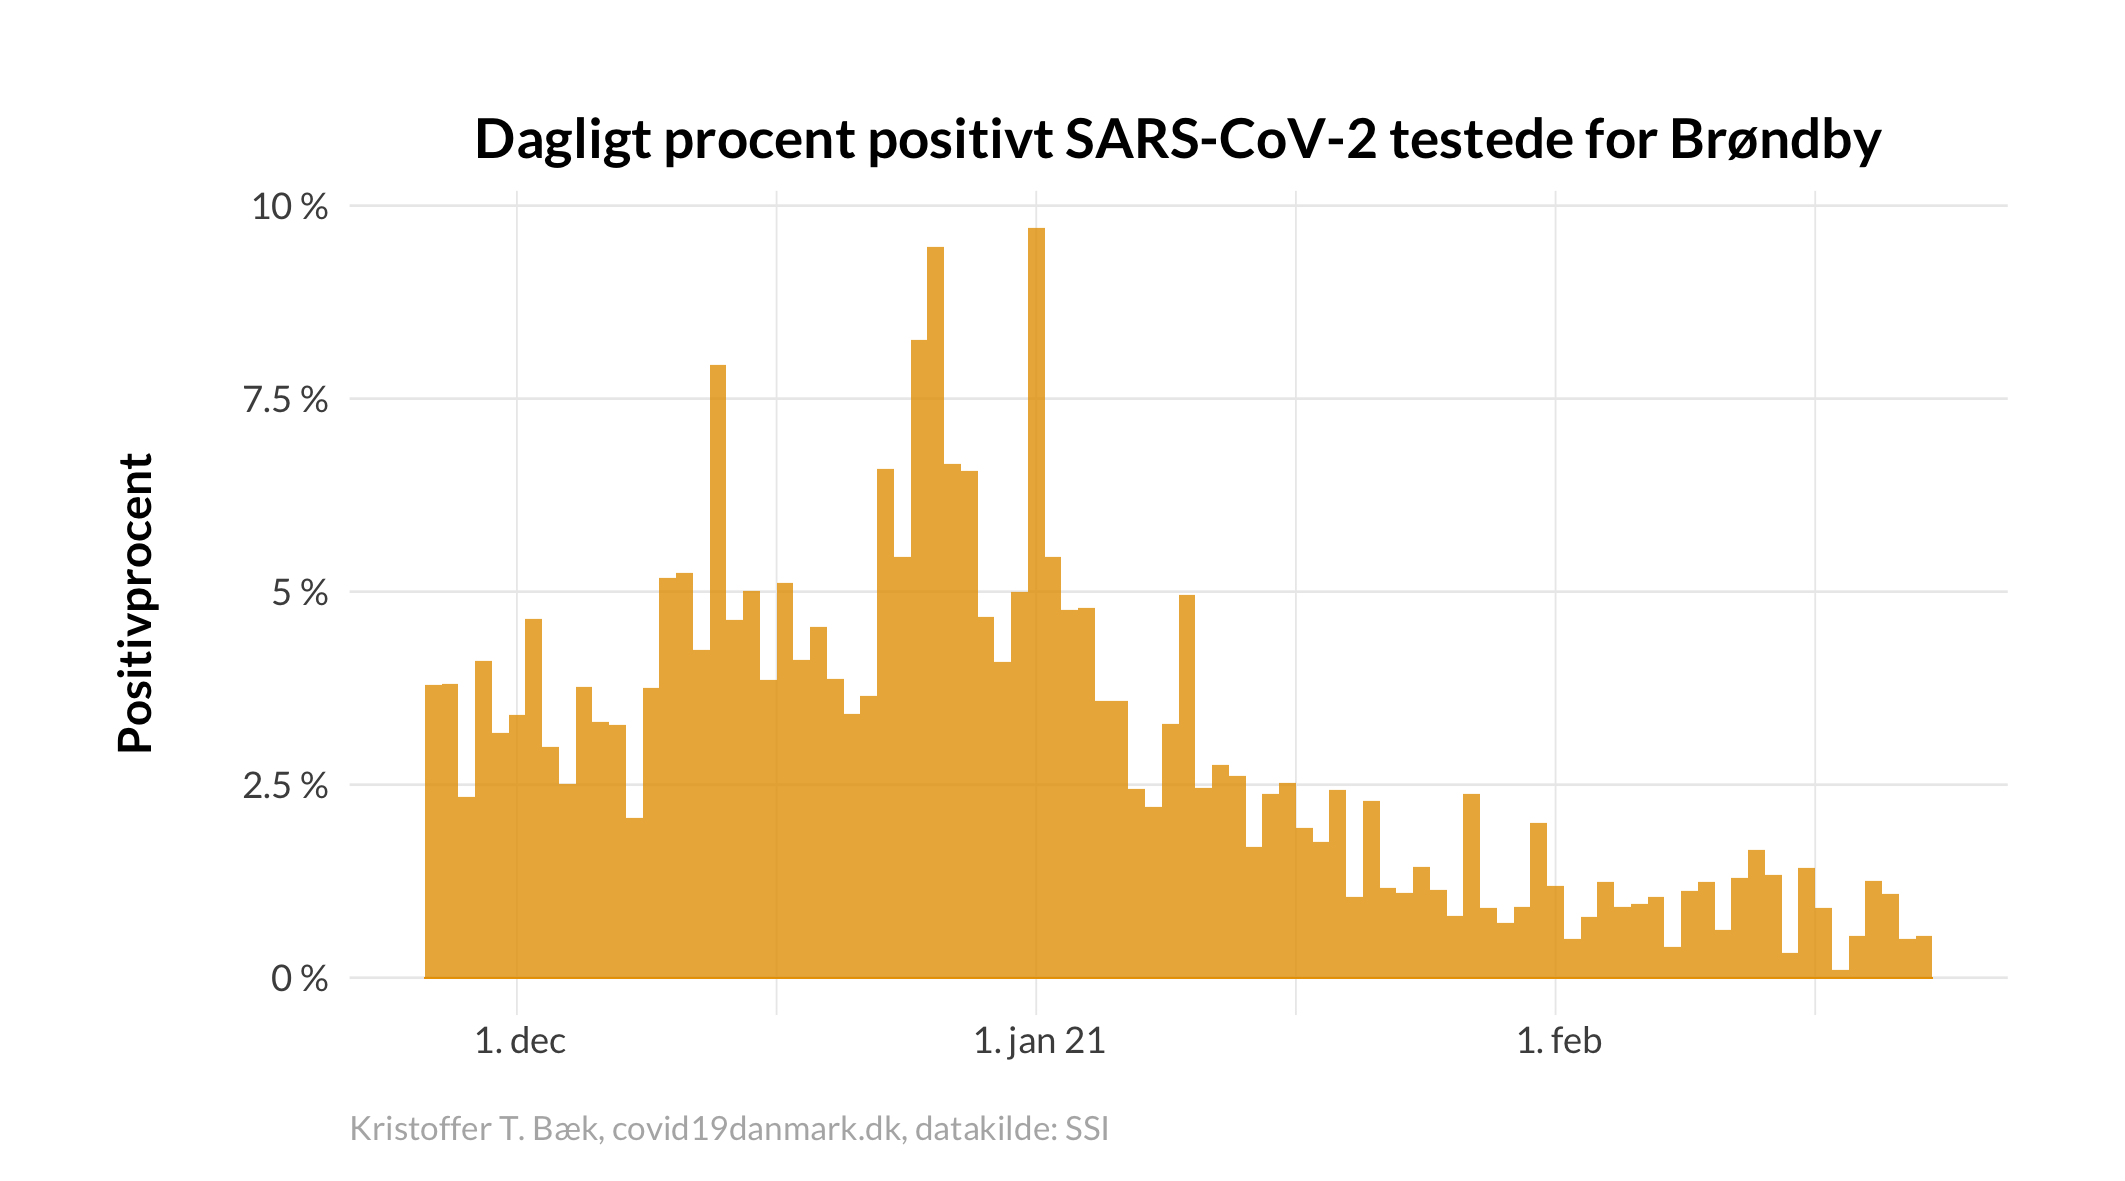 Dagligt procent positivt SARS-CoV-2 testede for Brøndby
Positivprocent
10 %
7.5 %
5 %
2.5 %
0 %
1. dec
1. jan 21
1. feb
Kristoffer T. Bæk, covid19danmark.dk, datakilde: SSI